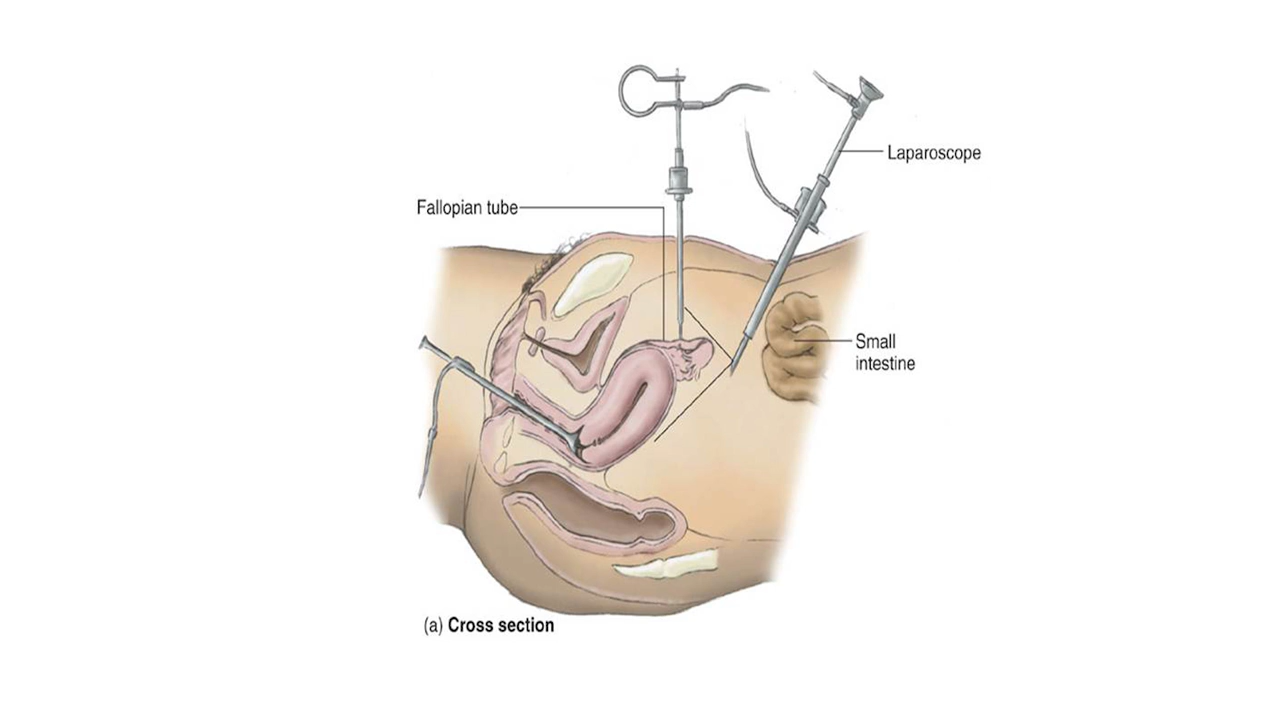 Laparoscope
Fallopian tube
Small
intestine
(a) Cross section